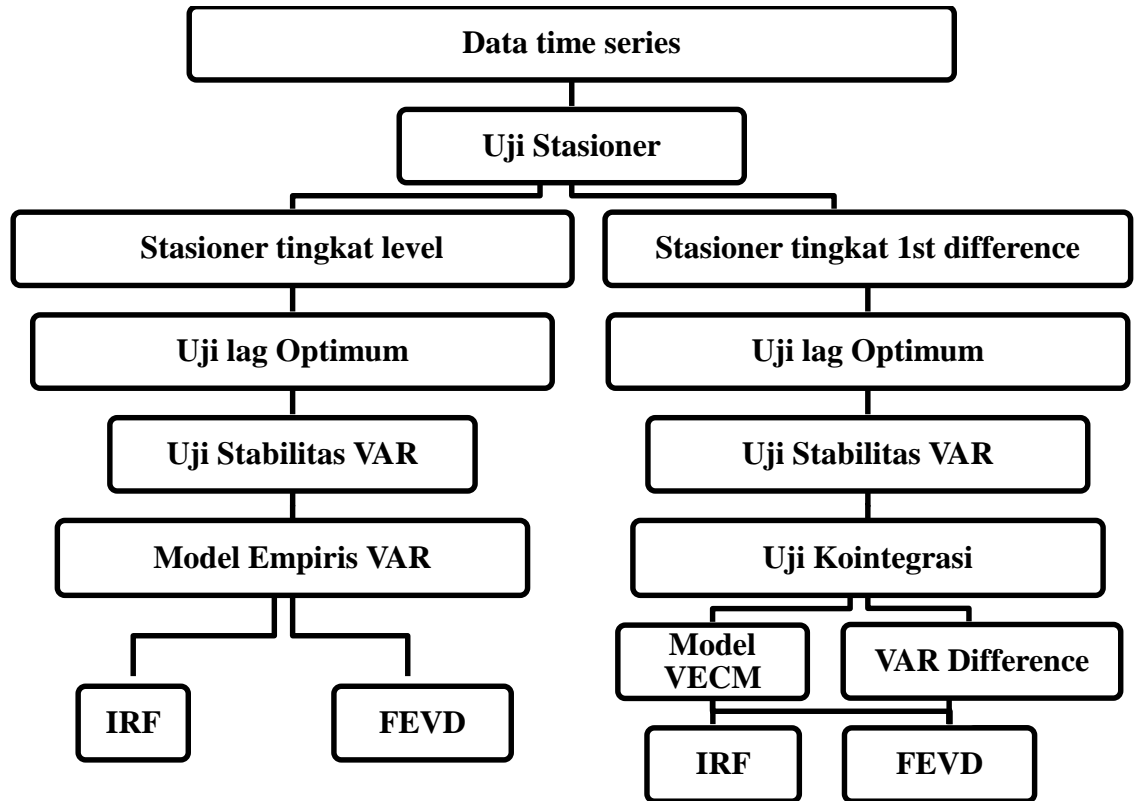 Data time series
Uji Stasioner
Stasioner tingkat level
Stasioner tingkat 1st difference
Uji lag Optimum
Uji lag Optimum
Uji Stabilitas VAR
Uji Stabilitas VAR
Model Empiris VAR
Uji Kointegrasi
Model
VECM
VAR Difference
IRF
FEVD
IRF
FEVD